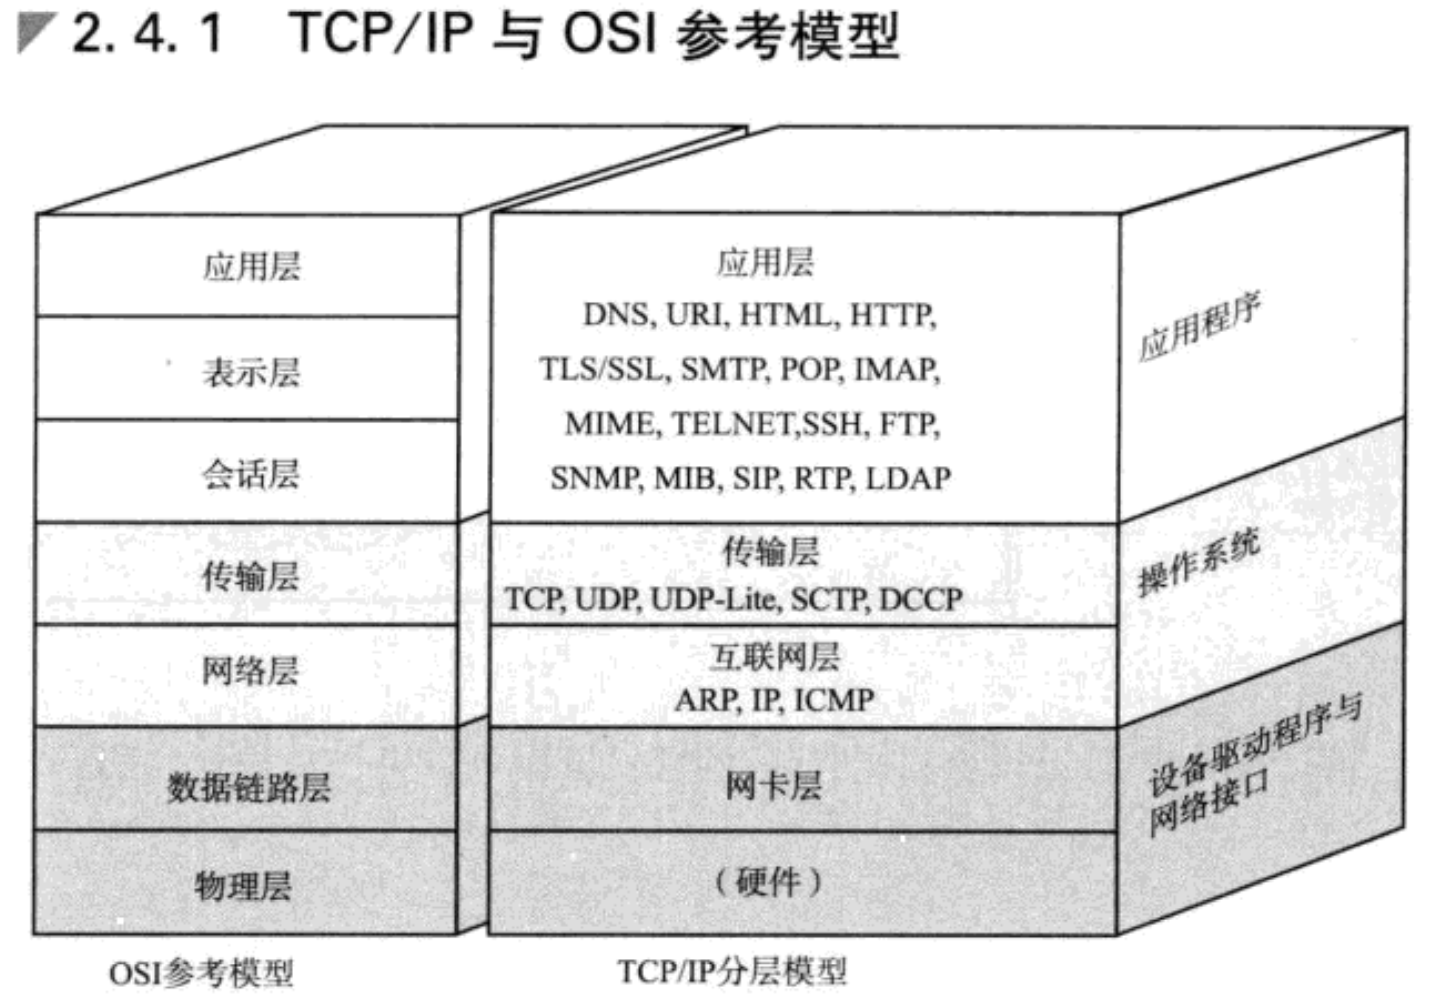 2.4.1 TCP/IP 与 OSI 参考模型
应用层
表示层
会话层
传输层
网络层
数据链路层
物理层
OSI参考模型
应用层
DNS, URI, HTML, HTTP,
TLS/SSL, SMTP, POP, IMAP,
MIME, TELNET,SSH, FTP,
SNMP, MIB, SIP, RTP, LDAP
传输层
TCP, UDP, UDP-Lite, SCTP, DCCP
互联网层
ARP, IP, ICMP
网卡层
（硬件）
TCP/IP分层模型
应用程序
操作系统
设备驱动程序与
网络接口